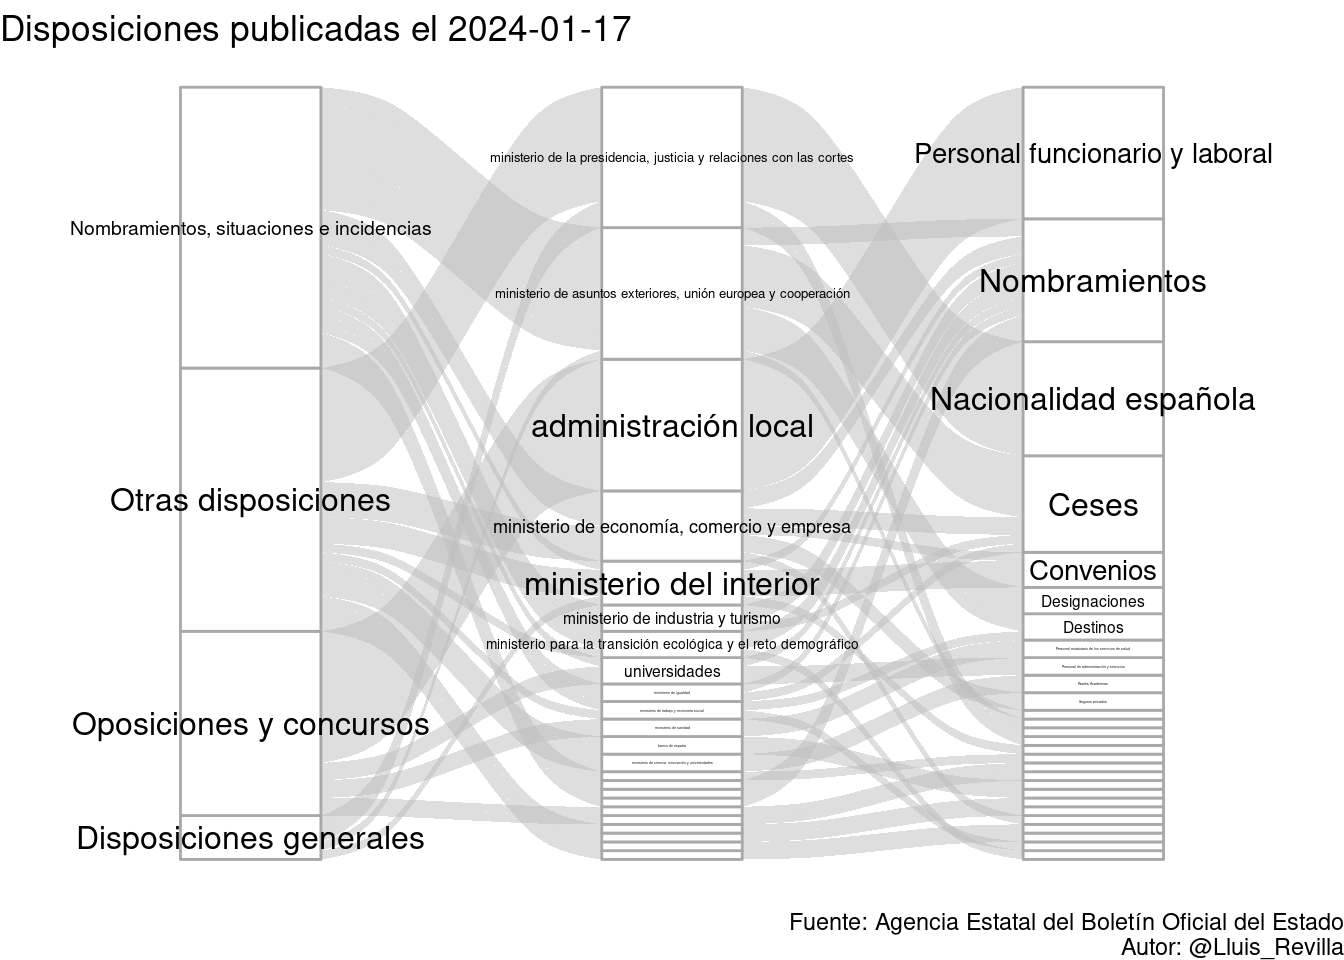 Disposiciones publicadas el 2024-01-17
Nombramientos, situaciones e incidencias
Otras disposiciones
Oposiciones y concursos
Disposiciones generales
ministerio de la presidencia, justicia y relaciones con las cortes
ministerio de asuntos exteriores, unión europea y cooperación
administración local
ministerio de economía, comercio y empresa
ministerio del interior
ministerio de industria y turismo
ministerio para la transición ecológica y el reto demográfico
universidades
ministerio de igualdad
ministerio de trabajo y economía social
ministerio de sanidad
banco de españa
ministerio de ciencia, innovación y universidades
Personal funcionario y laboral
Nombramientos
Nacionalidad española
Ceses
Convenios
Designaciones
Destinos
Personal estatutario de los servicios de salud
Personal de administración y servicios
Reales Academias
Seguros privados
Fuente: Agencia Estatal del Boletín Oficial del Estado
Autor: @Lluis_Revilla